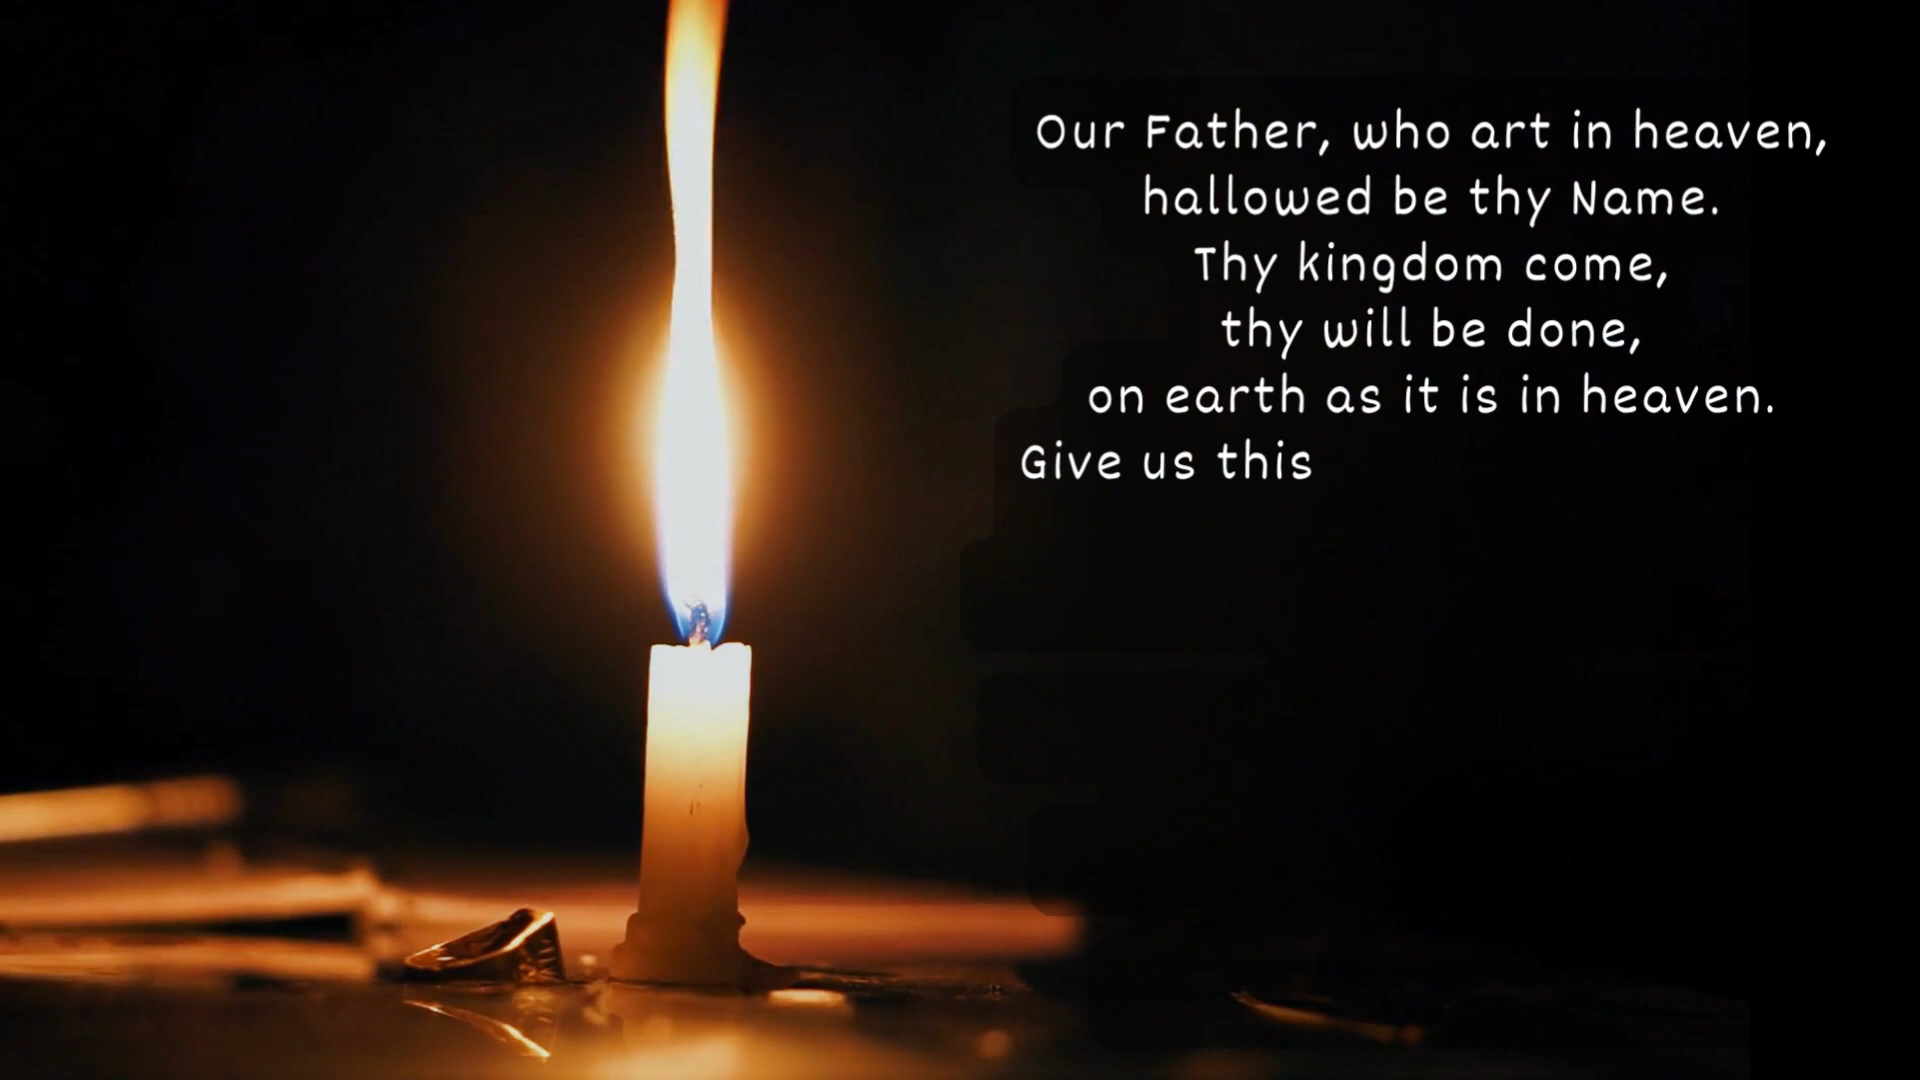 Our Father, who art in heaven,
hallowed be thy Name.
Thy kingdom come,
thy will be done,
on earth as it is in heaven.
Give us this